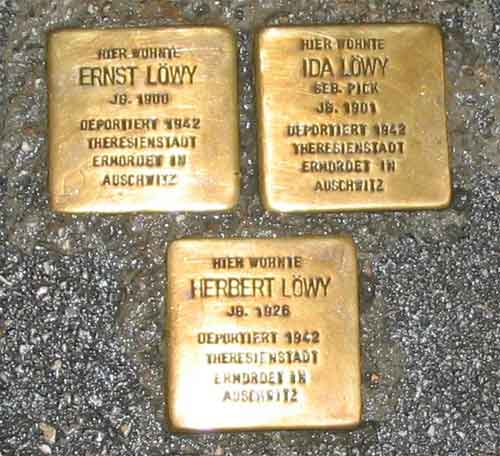 HIER WOHNTE
ERNST LÖWY
JG. 1900
DEPORTIERT 1942
THERESIENSTADT
ERMORDET IN
AUSCHWITZ
HIER WOHNTE
IDA LÖWY
GEB. PICK
JG. 1901
DEPORTIERT 1942
THERESIENSTADT
ERMORDET IN
AUSCHWITZ
HIER WOHNTE
HERBERT LÖWY
JG. 1926
DEPORTIERT 1942
THERESIENSTADT
ERMORDET IN
AUSCHWITZ